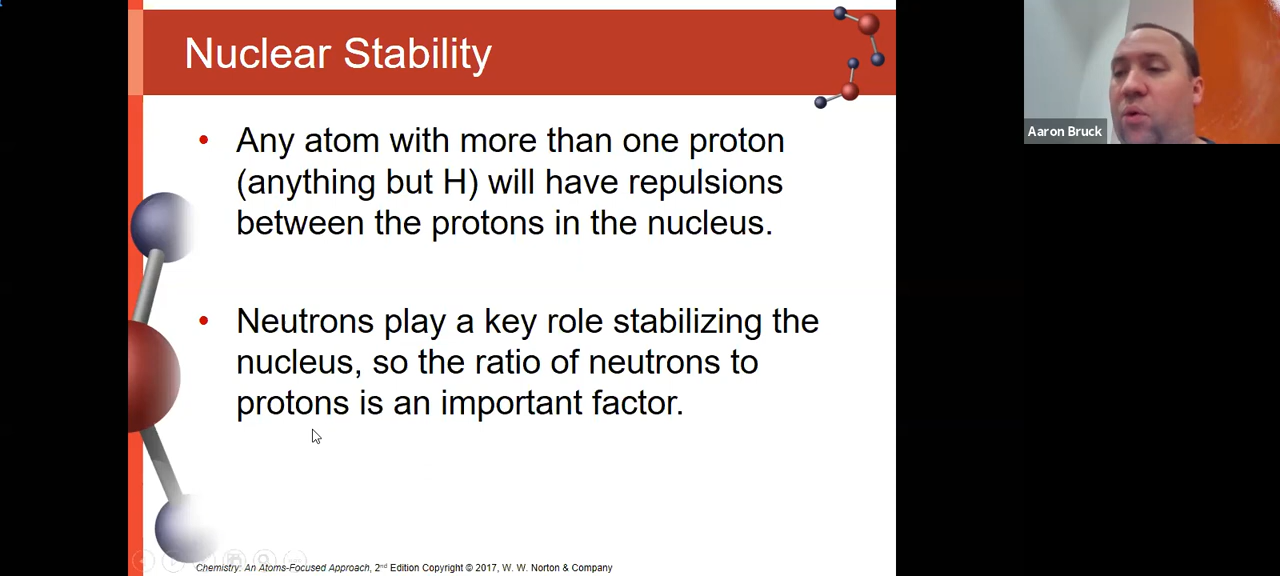 Nuclear Stability
• Any atom with more than one proton
(anything but H) will have repulsions
between the protons in the nucleus.
• Neutrons play a key role stabilizing the
nucleus, so the ratio of neutrons to
protons is an important factor.
Chemistry: An Atoms-Focused Approach, 2nd Edition Copyright © 2017, W. W. Norton & Company
Aaron Bruck